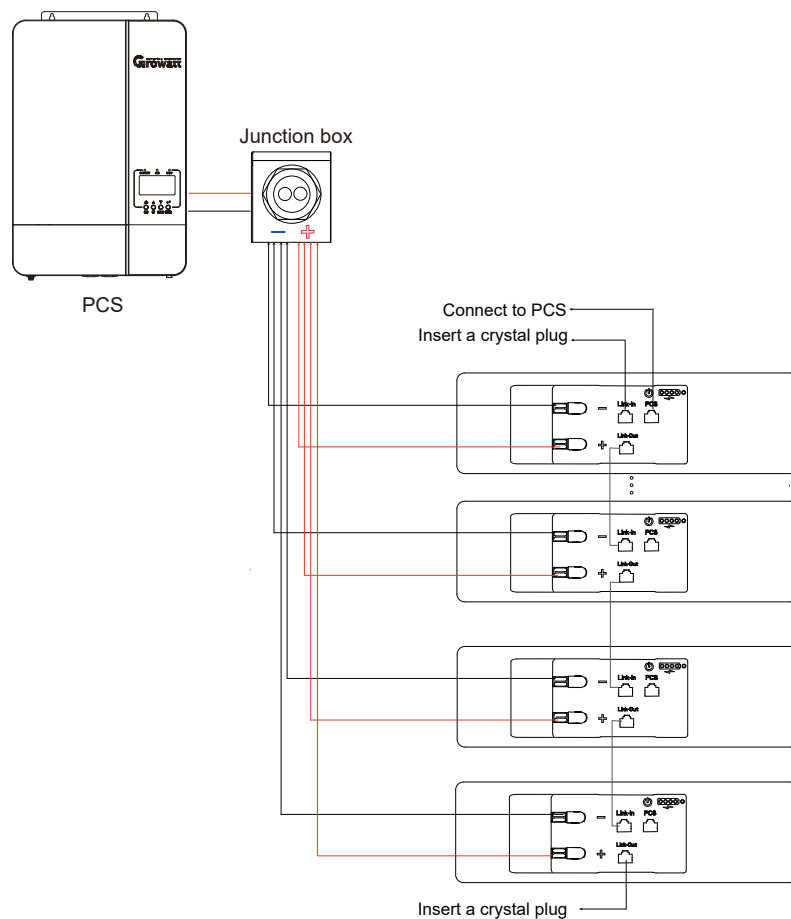 Growatt
Junction box
PCS
Connect to PCS
Insert a crystal plug
Link-In PCS
Link-Out
Link-In PCS
Link-Out
Link-In PCS
Link-Out
Link-In PCS
Link-Out
Insert a crystal plug